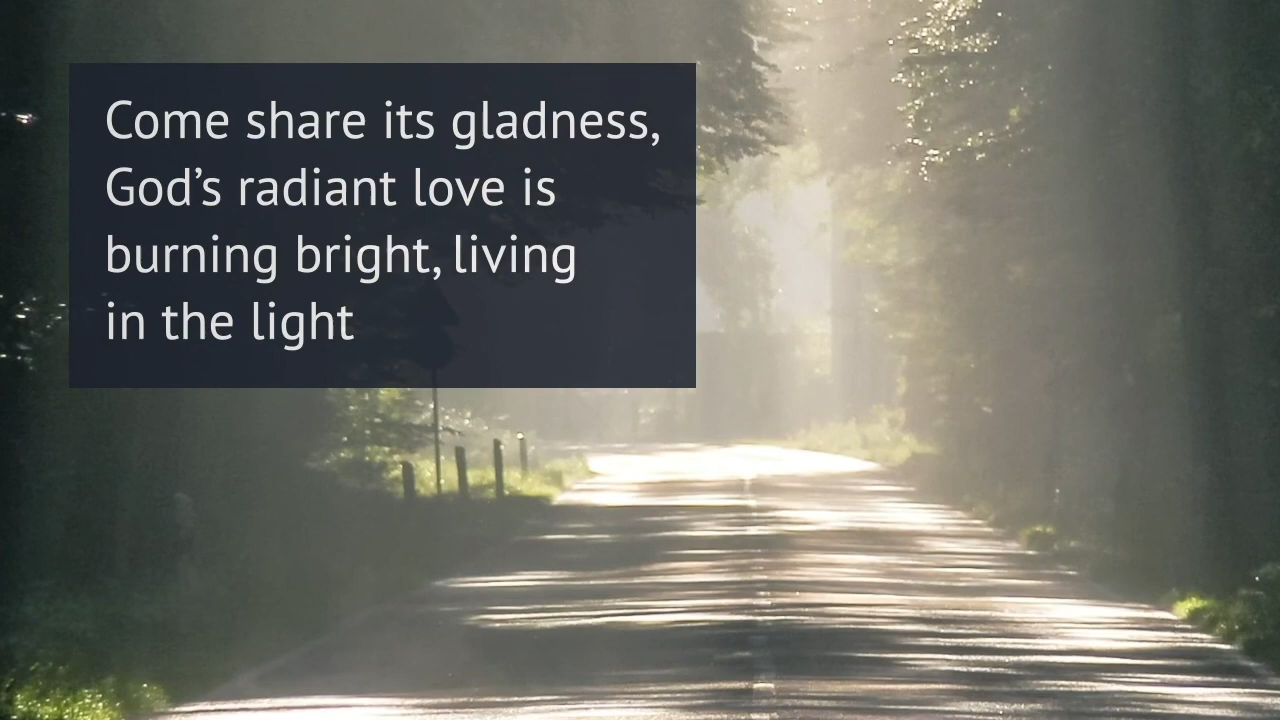 Come share its gladness,
God’s radiant love is
burning bright, living
in the light